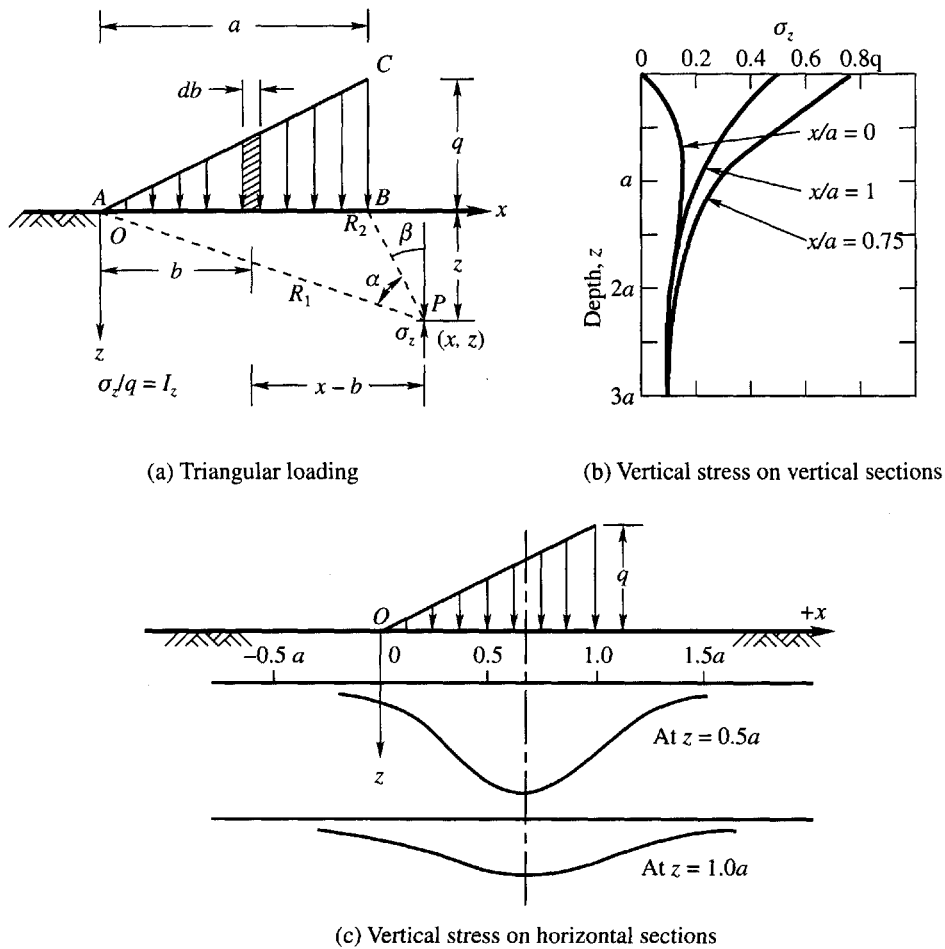 a
C
db
q
A
B
x
O
R₂
β
z
b
α
R₁
P
z
σz
(x, z)
σz/q = Iz
x – b
(a) Triangular loading
σz
0 0.2 0.4 0.6 0.8q
x/a = 0
a
x/a = 1
x/a = 0.75
Depth, z
2a
3a
(b) Vertical stress on vertical sections
q
O
+x
–0.5 a 0 0.5 1.0 1.5a
At z = 0.5a
z
At z = 1.0a
(c) Vertical stress on horizontal sections